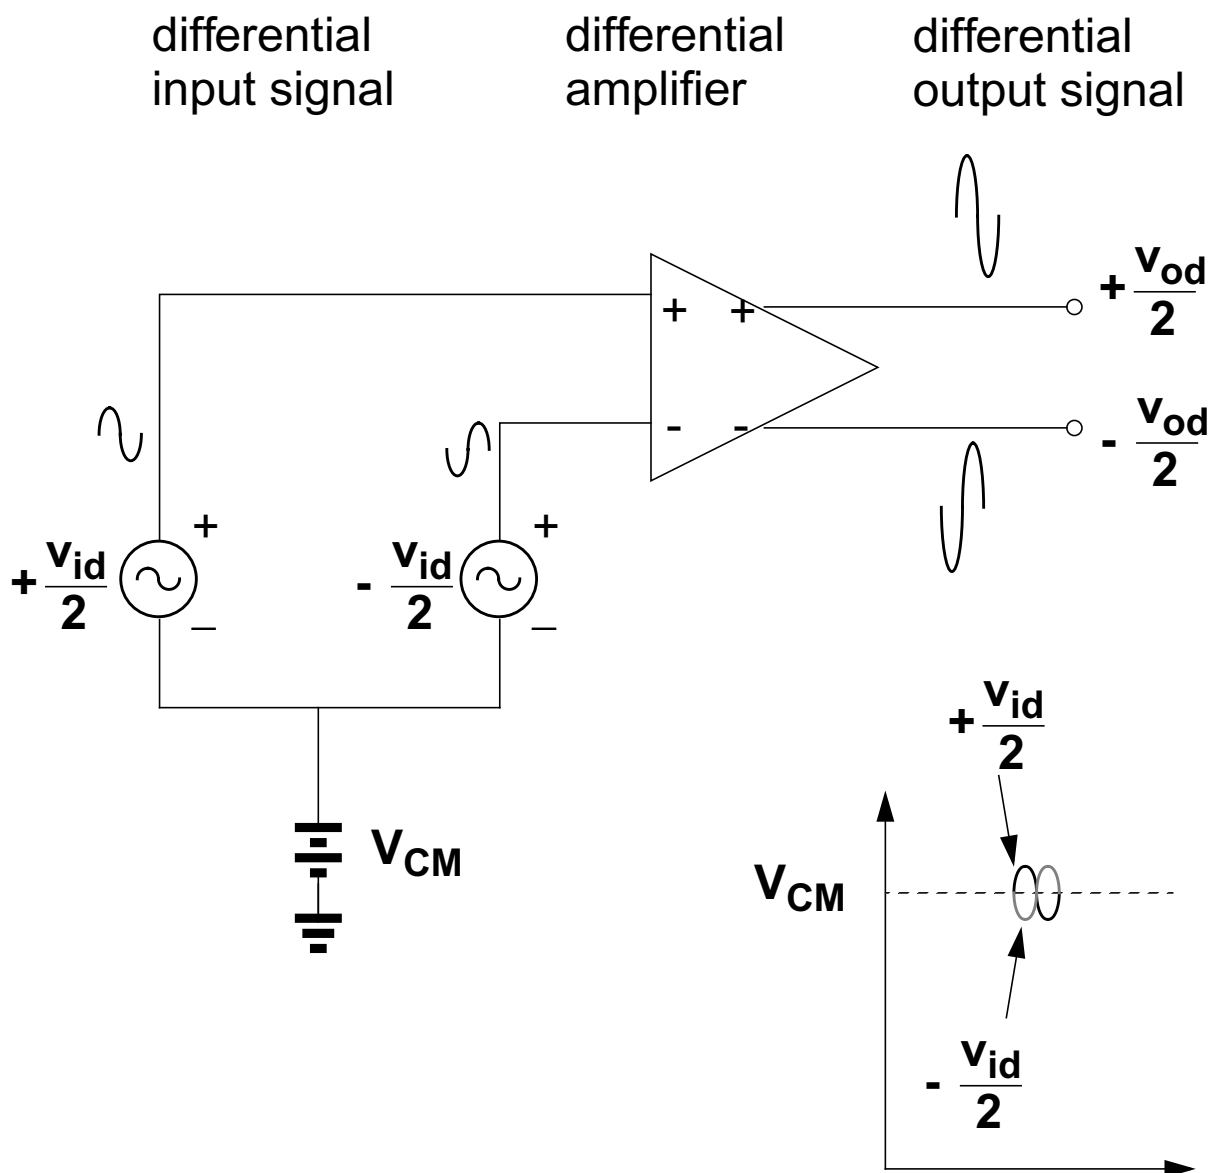 differential
input signal
differential
amplifier
differential
output signal
+ v_od/2
+ +
- -
- v_od/2
+ +
+ v_id/2
- v_id/2
– –
+ v_id/2
V_CM
V_CM
- v_id/2